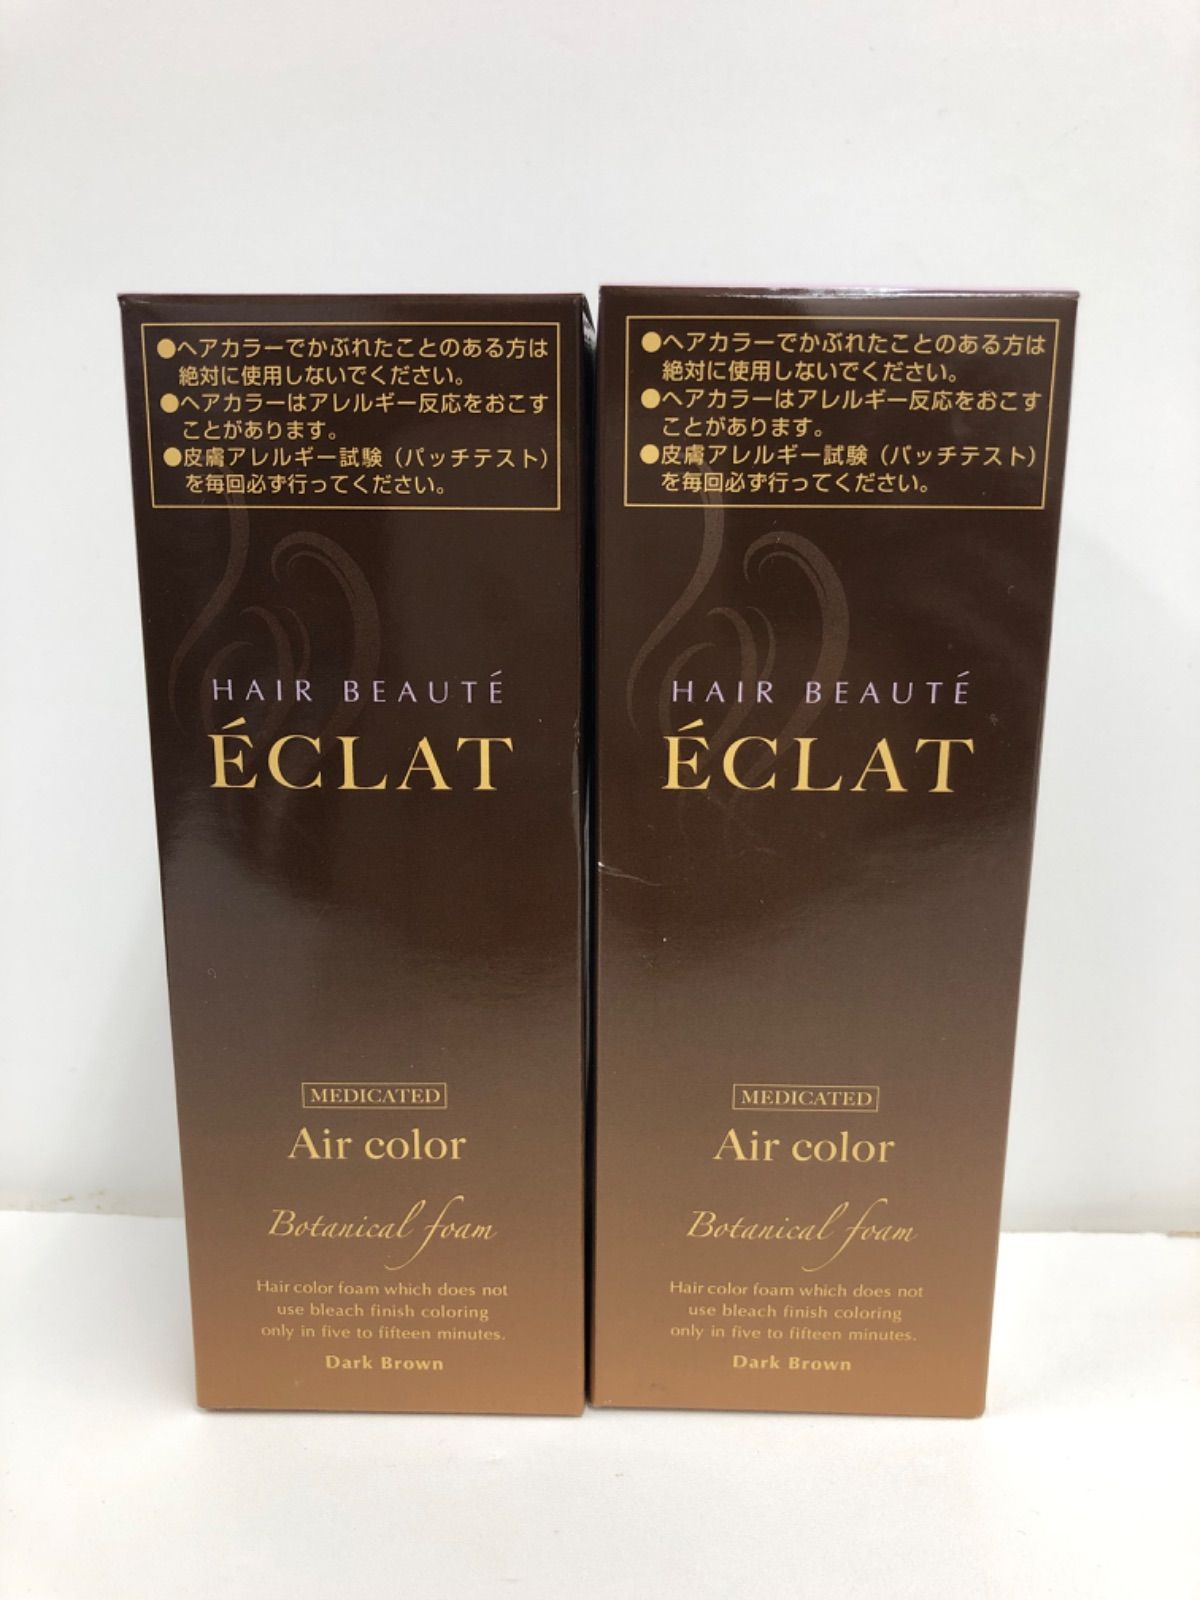 ●ヘアカラーでかぶれたことのある方は
絶対に使用しないでください。
●ヘアカラーはアレルギー反応をおこす
ことがあります。
●皮膚アレルギー試験（パッチテスト）
を毎回必ず行ってください。
HAIR BEAUTÉ
ÉCLAT
MEDICATED
Air color
Botanical foam
Hair color foam which does not
use bleach finish coloring
only in five to fifteen minutes.
Dark Brown
●ヘアカラーでかぶれたことのある方は
絶対に使用しないでください。
●ヘアカラーはアレルギー反応をおこす
ことがあります。
●皮膚アレルギー試験（パッチテスト）
を毎回必ず行ってください。
HAIR BEAUTÉ
ÉCLAT
MEDICATED
Air color
Botanical foam
Hair color foam which does not
use bleach finish coloring
only in five to fifteen minutes.
Dark Brown